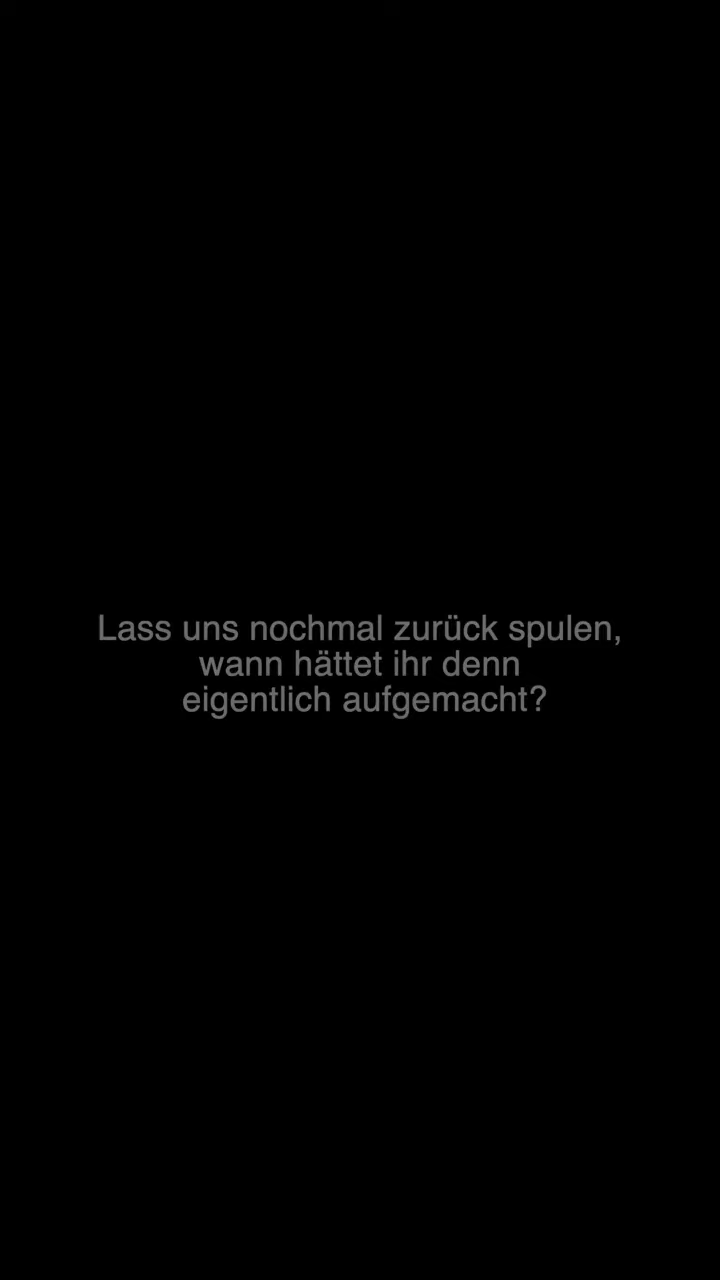 Lass uns nochmal zurück spulen,
wann hättet ihr denn
eigentlich aufgemacht?